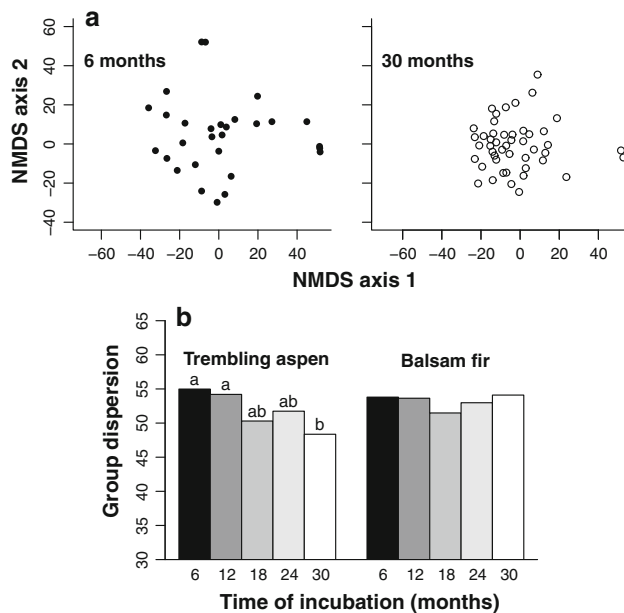 a
6 months
30 months
NMDS axis 2
60
40
20
0
−20
−40
−60 −40 −20 0 20 40
−60 −40 −20 0 20 40
NMDS axis 1
b
Trembling aspen
Balsam fir
Group dispersion
65
60
55
50
45
40
35
30
a a ab ab b
6 12 18 24 30
6 12 18 24 30
Time of incubation (months)